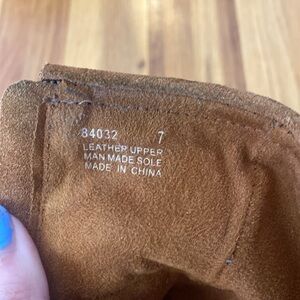 84032 7
LEATHER UPPER
MAN MADE SOLE
MADE IN CHINA